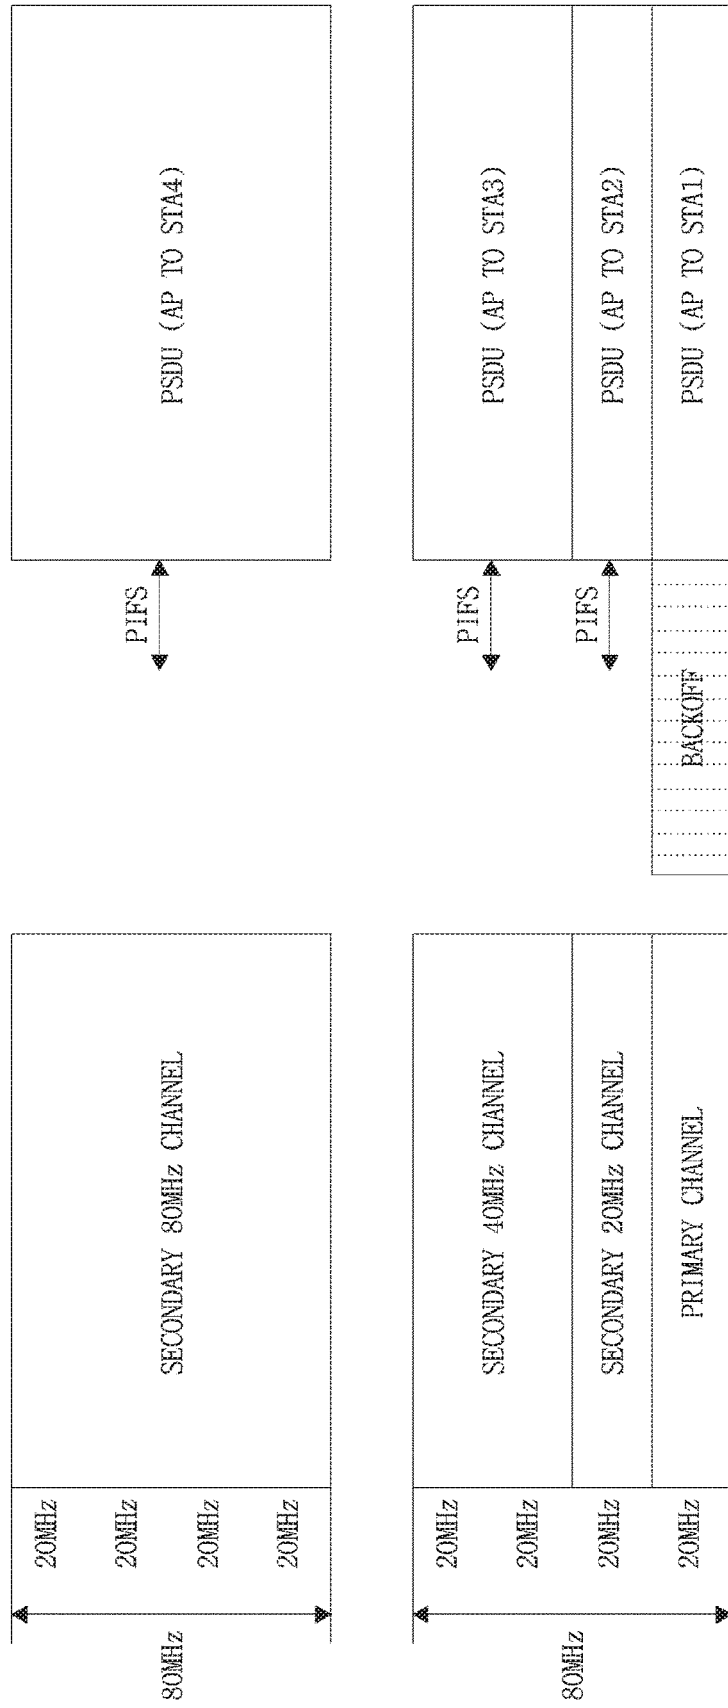 80MHz
20MHz
20MHz
20MHz
20MHz
SECONDARY 80MHz CHANNEL
PIFS
PSDU (AP TO STA4)
80MHz
20MHz
20MHz
20MHz
20MHz
SECONDARY 40MHz CHANNEL
SECONDARY 20MHz CHANNEL
PRIMARY CHANNEL
PIFS
PIFS
BACKOFF
PSDU (AP TO STA3)
PSDU (AP TO STA2)
PSDU (AP TO STA1)